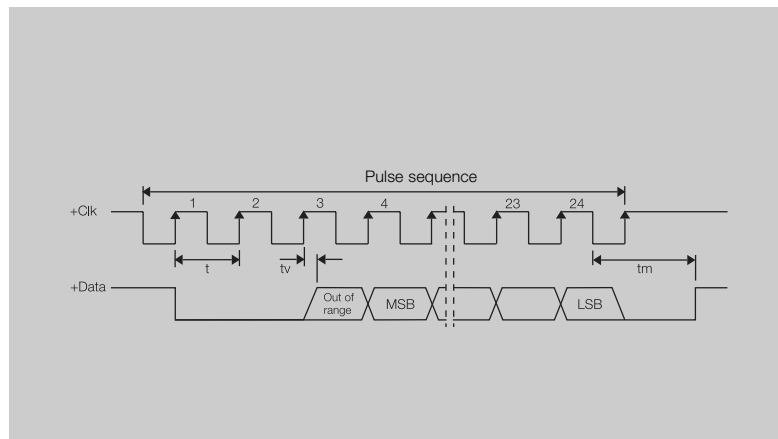 Pulse sequence
+Clk
1 2 3 4 23 24
t tv tm
+Data
Out of
range
MSB LSB